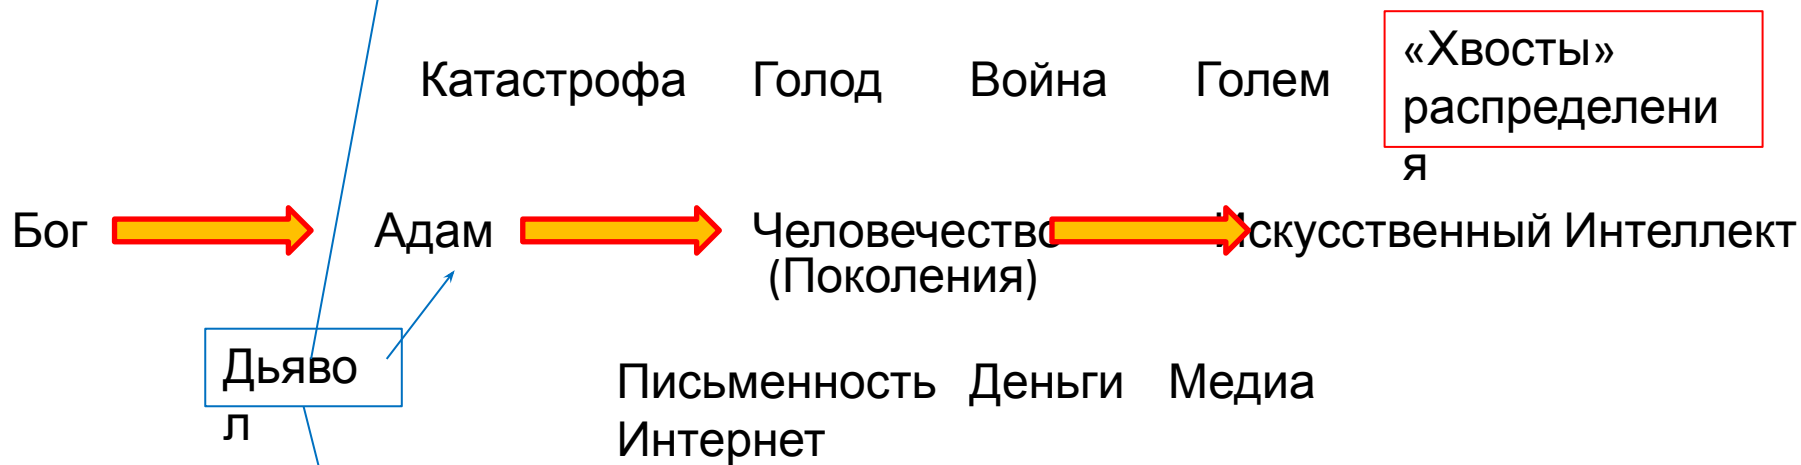 Катастрофа Голод Война Голем
«Хвосты»
распределени
я
Бог Адам Человечество Искусственный Интеллект
(Поколения)
Дьяво
л
Письменность Деньги Медиа
Интернет